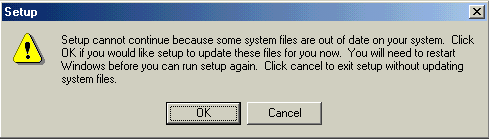 Setup
Setup cannot continue because some system files are out of date on your system. Click
OK if you would like setup to update these files for you now. You will need to restart
Windows before you can run setup again. Click cancel to exit setup without updating
system files.
OK Cancel